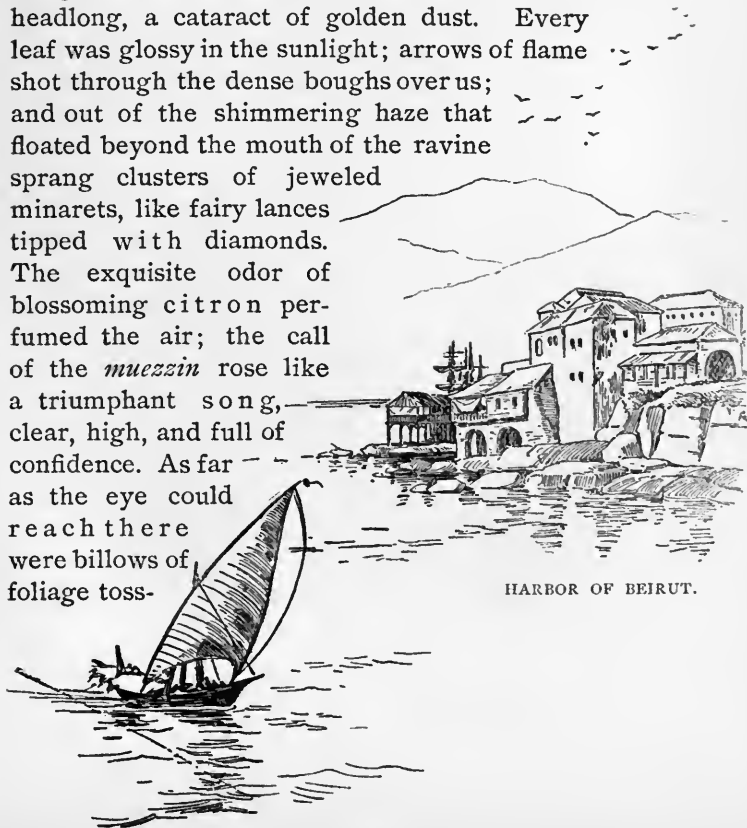 headlong, a cataract of golden dust. Every
leaf was glossy in the sunlight; arrows of flame
shot through the dense boughs over us;
and out of the shimmering haze that
floated beyond the mouth of the ravine
sprang clusters of jeweled
minarets, like fairy lances
tipped with diamonds.
The exquisite odor of
blossoming citron per-
fumed the air; the call
of the muezzin rose like
a triumphant song,
clear, high, and full of
confidence. As far
as the eye could
reach there
were billows of
foliage toss-
HARBOR OF BEIRUT.